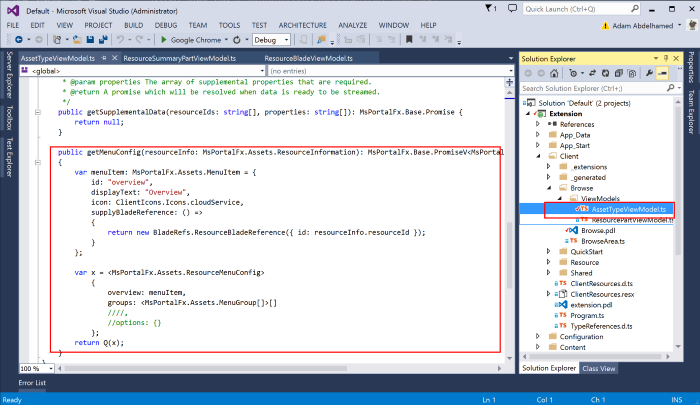 Default - Microsoft Visual Studio (Administrator)
1
Quick Launch (Ctrl+Q)
FILE EDIT VIEW DEBUG TEAM TOOLS TEST ARCHITECTURE ANALYZE WINDOW HELP
Adam Abdelhamed
Google Chrome
Debug
Server Explorer
Toolbox
Test Explorer
AssetTypeViewModel.ts
ResourceSummaryPartViewModel.ts
ResourceBladeViewModel.ts
<global>
(no entries)
* @param properties The array of supplemental properties that are required.
* @return A promise which will be resolved when data is ready to be streamed.
*/
public getSupplementalData(resourceIds: string[], properties: string[]): MsPortalFx.Base.Promise {
return null;
}
public getMenuConfig(resourceInfo: MsPortalFx.Assets.ResourceInformation): MsPortalFx.Base.PromiseV<MsPortal
{
var menuItem: MsPortalFx.Assets.MenuItem = {
id: "overview",
displayText: "Overview",
icon: ClientIcons.Icons.cloudService,
supplyBladeReference: () =>
{
return new BladeRefs.ResourceBladeReference({ id: resourceInfo.resourceId });
}
};
var x = <MsPortalFx.Assets.ResourceMenuConfig>
{
overview: menuItem,
groups: <MsPortalFx.Assets.MenuGroup[]>[]
////,
//options: {}
};
return Q(x);
}
100 %
Error List
Solution Explorer
Search Solution Explorer (Ctrl+;)
Solution 'Default' (2 projects)
Extension
References
App_Data
App_Start
Client
_extensions
_generated
Browse
ViewModels
TS AssetTypeViewModel.ts
TS ResourcePartViewModel.ts
Browse.pdl
TS BrowseArea.ts
QuickStart
Resource
Shared
TS ClientResources.d.ts
ClientResources.resx
extension.pdl
TS Program.ts
TS TypeReferences.d.ts
Configuration
Content
Solution Explorer
Class View
Properties
Team Explorer
Ready
Ln 1
Col 1
Ch 1
INS